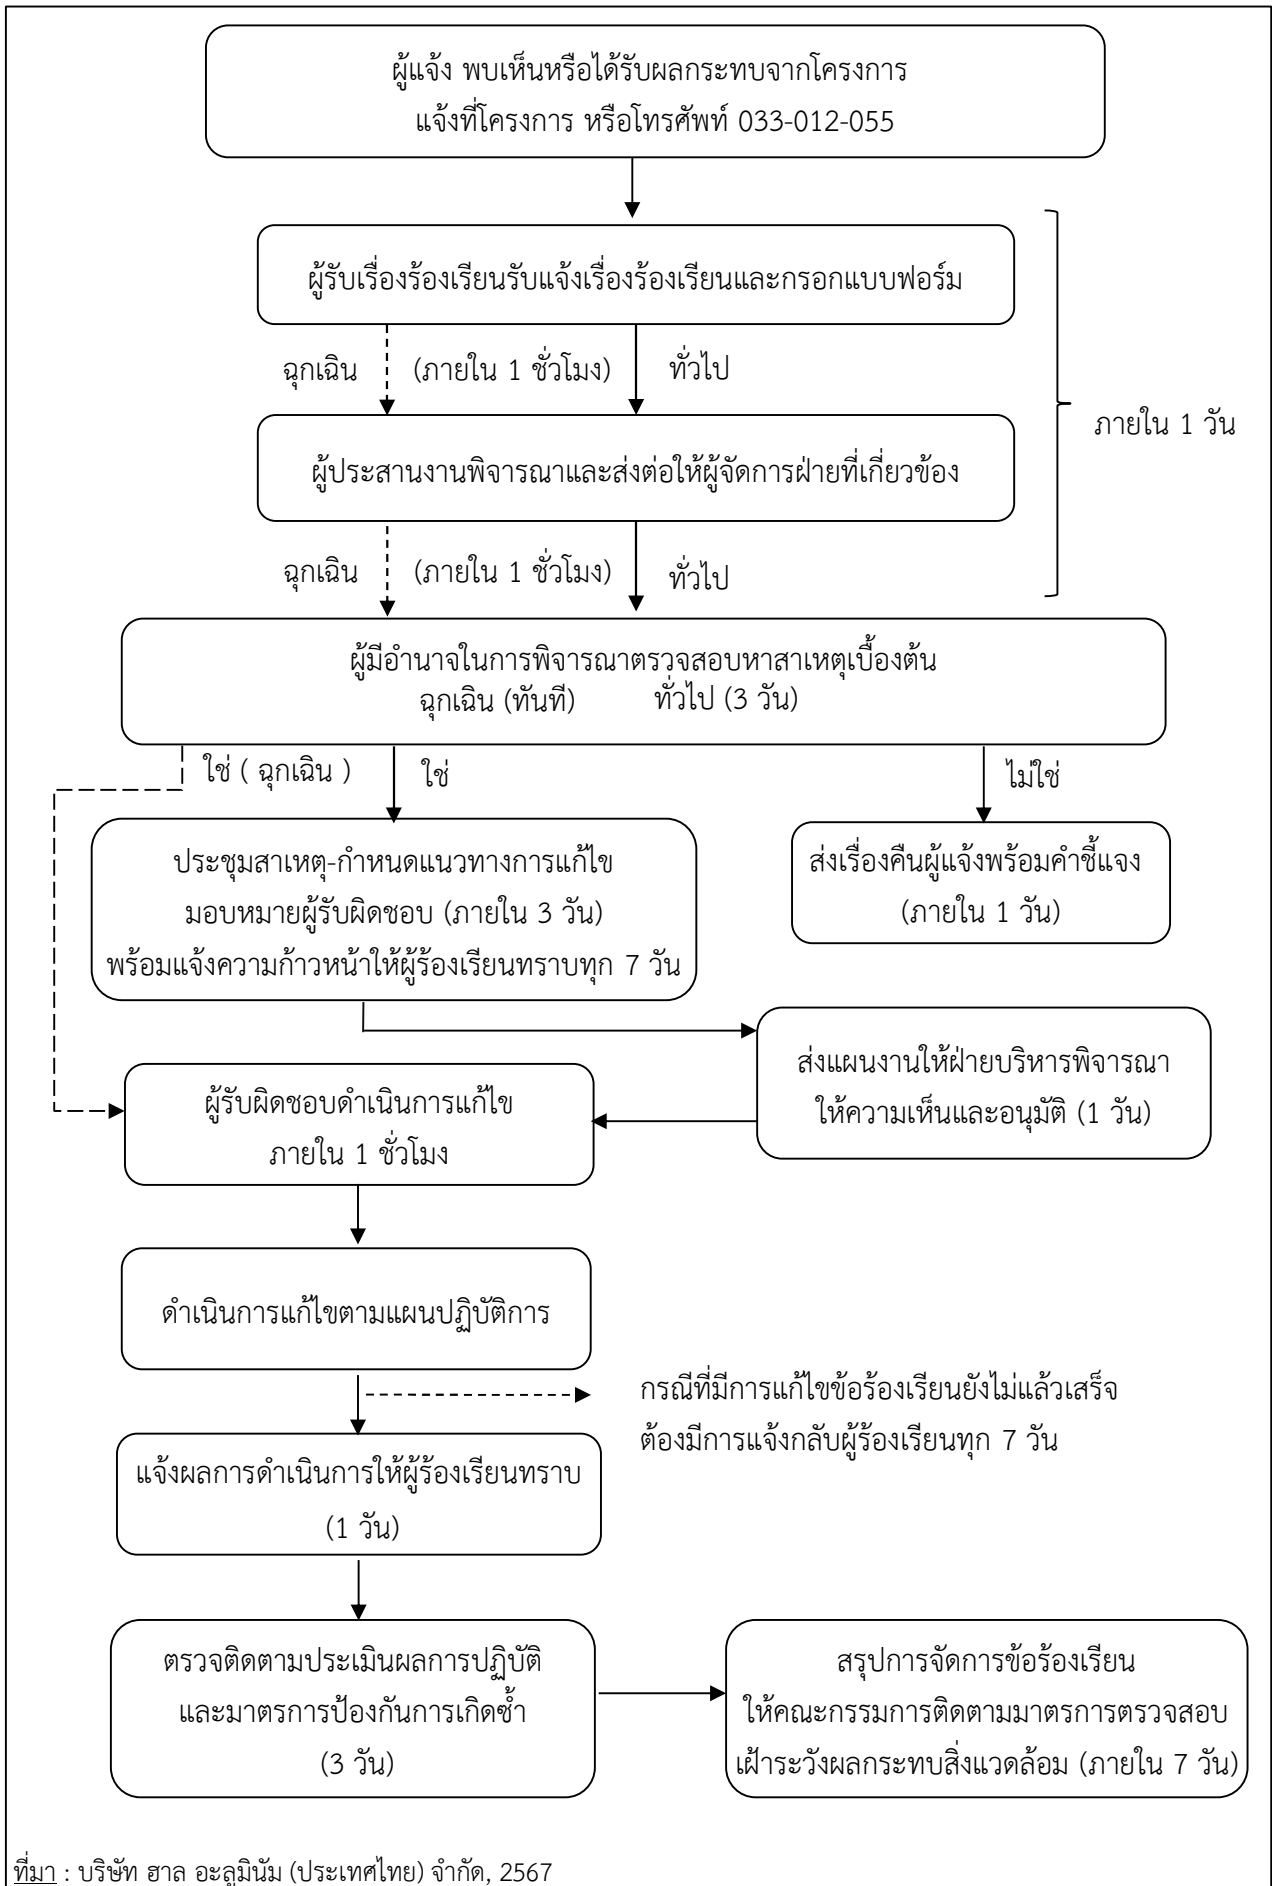 ผู้แจ้ง พบเห็นหรือได้รับผลกระทบจากโครงการ
แจ้งที่โครงการ หรือโทรศัพท์ 033-012-055
ผู้รับเรื่องร้องเรียนรับแจ้งเรื่องร้องเรียนและกรอกแบบฟอร์ม
ฉุกเฉิน (ภายใน 1 ชั่วโมง) ทั่วไป
ภายใน 1 วัน
ผู้ประสานงานพิจารณาและส่งต่อให้ผู้จัดการฝ่ายที่เกี่ยวข้อง
ฉุกเฉิน (ภายใน 1 ชั่วโมง) ทั่วไป
ผู้มีอำนาจในการพิจารณาตรวจสอบหาสาเหตุเบื้องต้น
ฉุกเฉิน (ทันที) ทั่วไป (3 วัน)
ใช่ ( ฉุกเฉิน ) ใช่ ไม่ใช่
ประชุมสาเหตุ-กำหนดแนวทางการแก้ไข
มอบหมายผู้รับผิดชอบ (ภายใน 3 วัน)
พร้อมแจ้งความก้าวหน้าให้ผู้ร้องเรียนทราบทุก 7 วัน
ส่งเรื่องคืนผู้แจ้งพร้อมคำชี้แจง
(ภายใน 1 วัน)
ส่งแผนงานให้ฝ่ายบริหารพิจารณา
ให้ความเห็นและอนุมัติ (1 วัน)
ผู้รับผิดชอบดำเนินการแก้ไข
ภายใน 1 ชั่วโมง
ดำเนินการแก้ไขตามแผนปฏิบัติการ
กรณีที่มีการแก้ไขข้อร้องเรียนยังไม่แล้วเสร็จ
ต้องมีการแจ้งกลับผู้ร้องเรียนทุก 7 วัน
แจ้งผลการดำเนินการให้ผู้ร้องเรียนทราบ
(1 วัน)
ตรวจติดตามประเมินผลการปฏิบัติ
และมาตรการป้องกันการเกิดซ้ำ
(3 วัน)
สรุปการจัดการข้อร้องเรียน
ให้คณะกรรมการติดตามมาตรการตรวจสอบ
เฝ้าระวังผลกระทบสิ่งแวดล้อม (ภายใน 7 วัน)
ที่มา : บริษัท ฮาล อะลูมินัม (ประเทศไทย) จำกัด, 2567